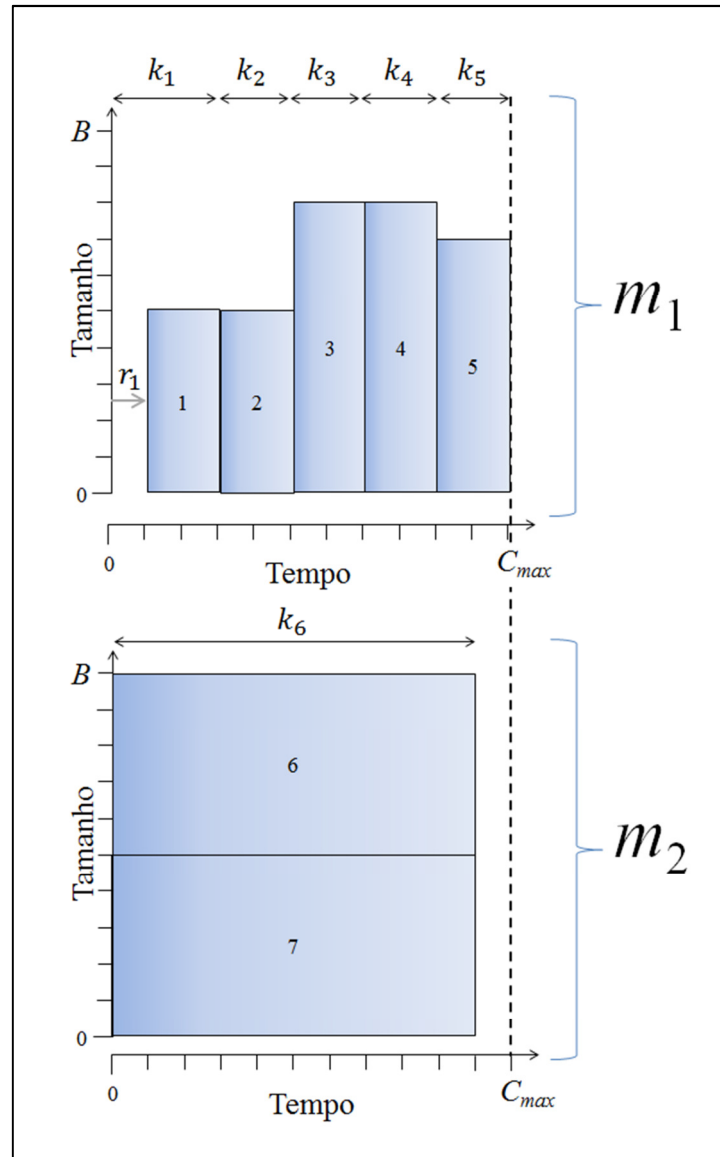 k₁ k₂ k₃ k₄ k₅
B
Tamanho
r₁
1 2 3 4 5
m₁
0
0
Tempo
Cₘₐₓ
k₆
B
Tamanho
6
7
m₂
0
0
Tempo
Cₘₐₓ